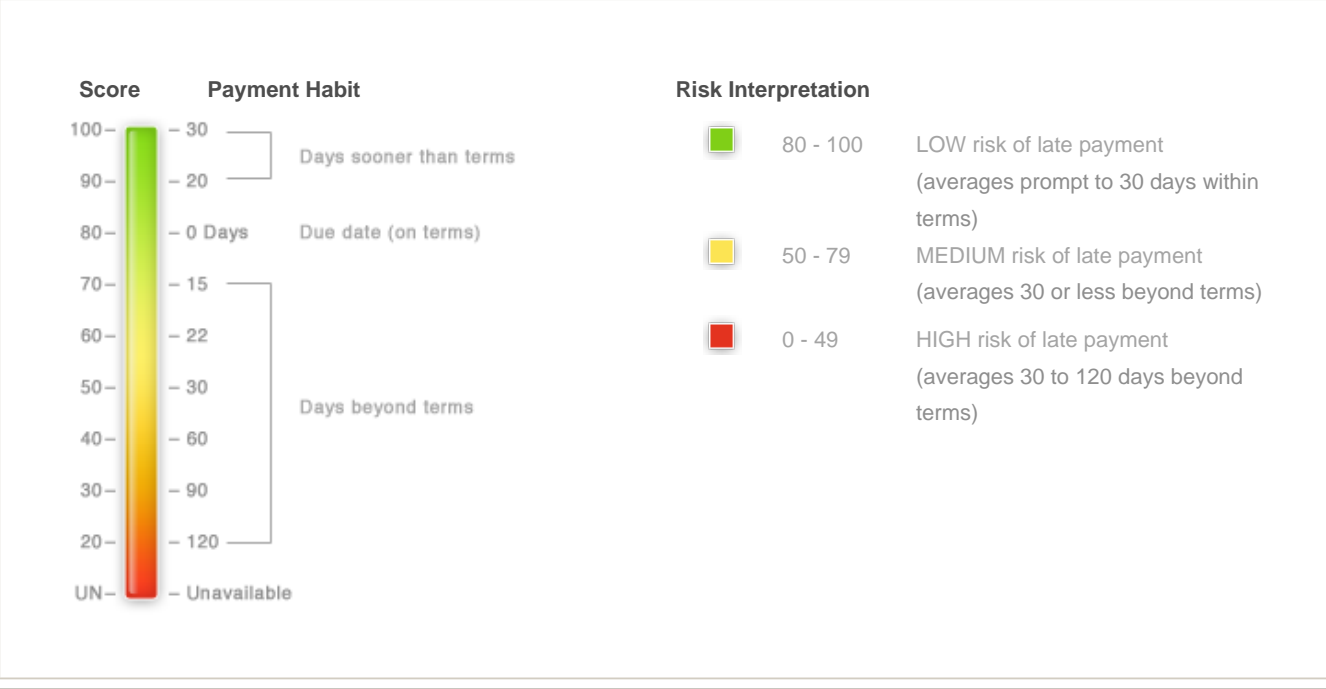 Score Payment Habit
100 – 30
Days sooner than terms
90 – 20
80 – 0 Days Due date (on terms)
70 – 15
60 – 22
50 – 30
Days beyond terms
40 – 60
30 – 90
20 – 120
UN – Unavailable
Risk Interpretation
80 - 100 LOW risk of late payment
(averages prompt to 30 days within
terms)
50 - 79 MEDIUM risk of late payment
(averages 30 or less beyond terms)
0 - 49 HIGH risk of late payment
(averages 30 to 120 days beyond
terms)